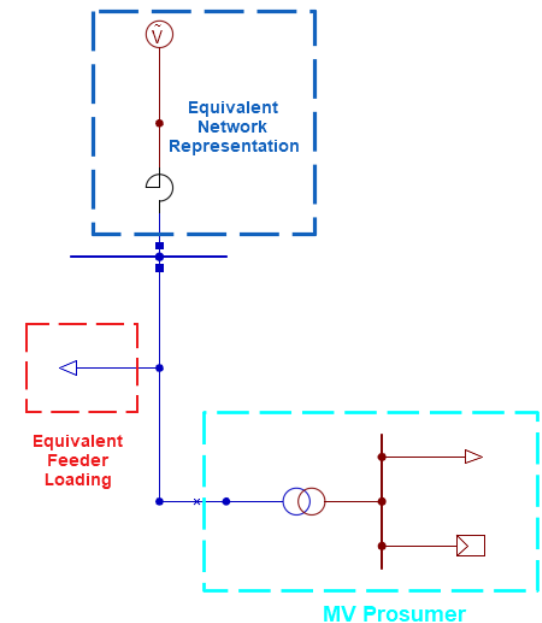 Ṽ
Equivalent
Network
Representation
Equivalent
Feeder
Loading
MV Prosumer